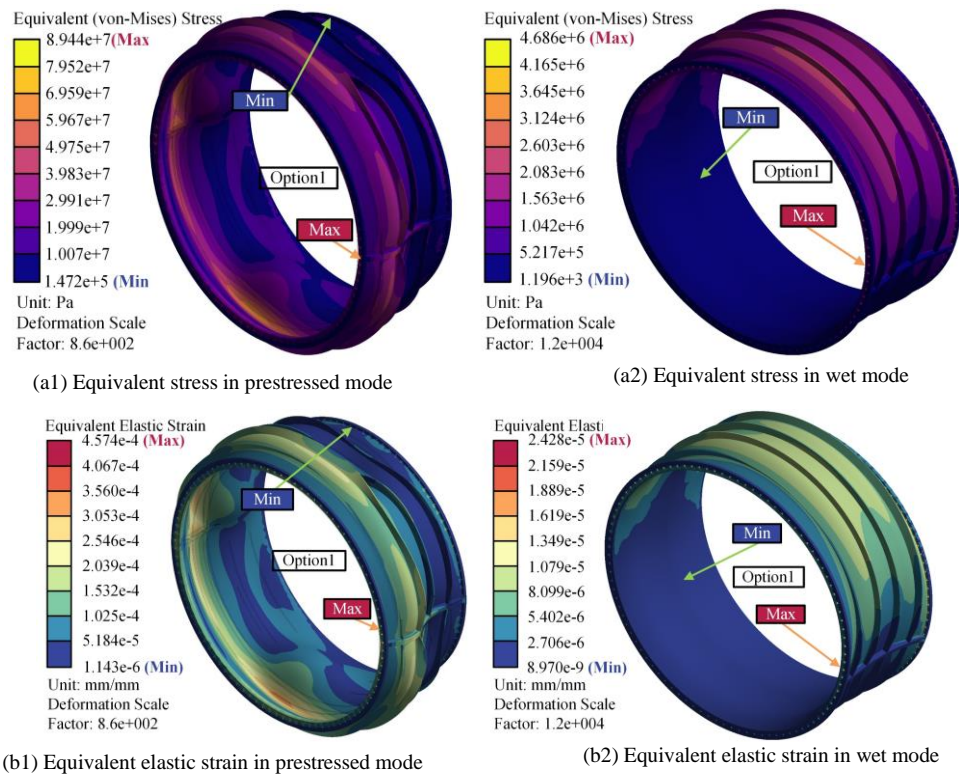 Equivalent (von-Mises) Stress
8.944e+7 (Max
7.952e+7
6.959e+7
5.967e+7
4.975e+7
3.983e+7
2.991e+7
1.999e+7
1.007e+7
1.472e+5 (Min
Unit: Pa
Deformation Scale
Factor: 8.6e+002
Min
Option1
Max
(a1) Equivalent stress in prestressed mode
Equivalent (von-Mises) Stress
4.686e+6 (Max)
4.165e+6
3.645e+6
3.124e+6
2.603e+6
2.083e+6
1.563e+6
1.042e+6
5.217e+5
1.196e+3 (Min)
Unit: Pa
Deformation Scale
Factor: 1.2e+004
Min
Option1
Max
(a2) Equivalent stress in wet mode
Equivalent Elastic Strain
4.574e-4 (Max)
4.067e-4
3.560e-4
3.053e-4
2.546e-4
2.039e-4
1.532e-4
1.025e-4
5.184e-5
1.143e-6 (Min)
Unit: mm/mm
Deformation Scale
Factor: 8.6e+002
Min
Option1
Max
(b1) Equivalent elastic strain in prestressed mode
Equivalent Elasti
2.428e-5 (Max)
2.159e-5
1.889e-5
1.619e-5
1.349e-5
1.079e-5
8.099e-6
5.402e-6
2.706e-6
8.970e-9 (Min)
Unit: mm/mm
Deformation Scale
Factor: 1.2e+004
Min
Option1
Max
(b2) Equivalent elastic strain in wet mode